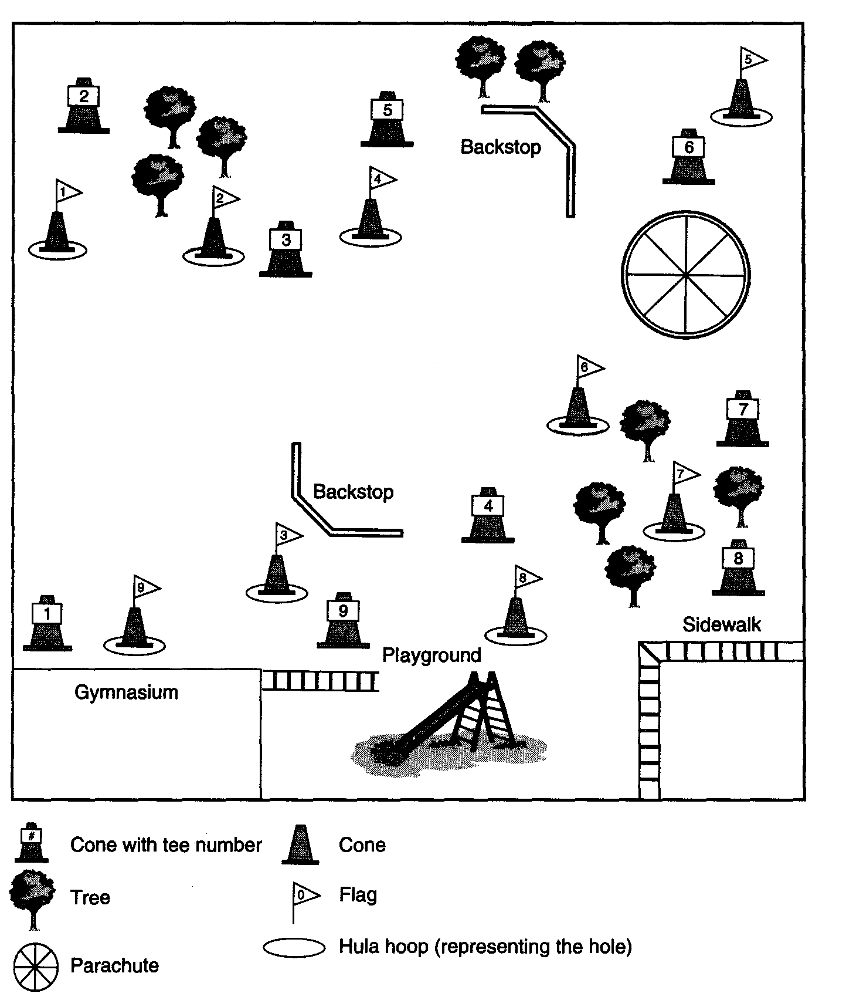 5
2
5
Backstop
6
1
2
4
3
6
7
7
Backstop
4
3
8
8
9
1
9
Sidewalk
Playground
Gymnasium
# Cone with tee number
Cone
Tree
0 Flag
Hula hoop (representing the hole)
Parachute